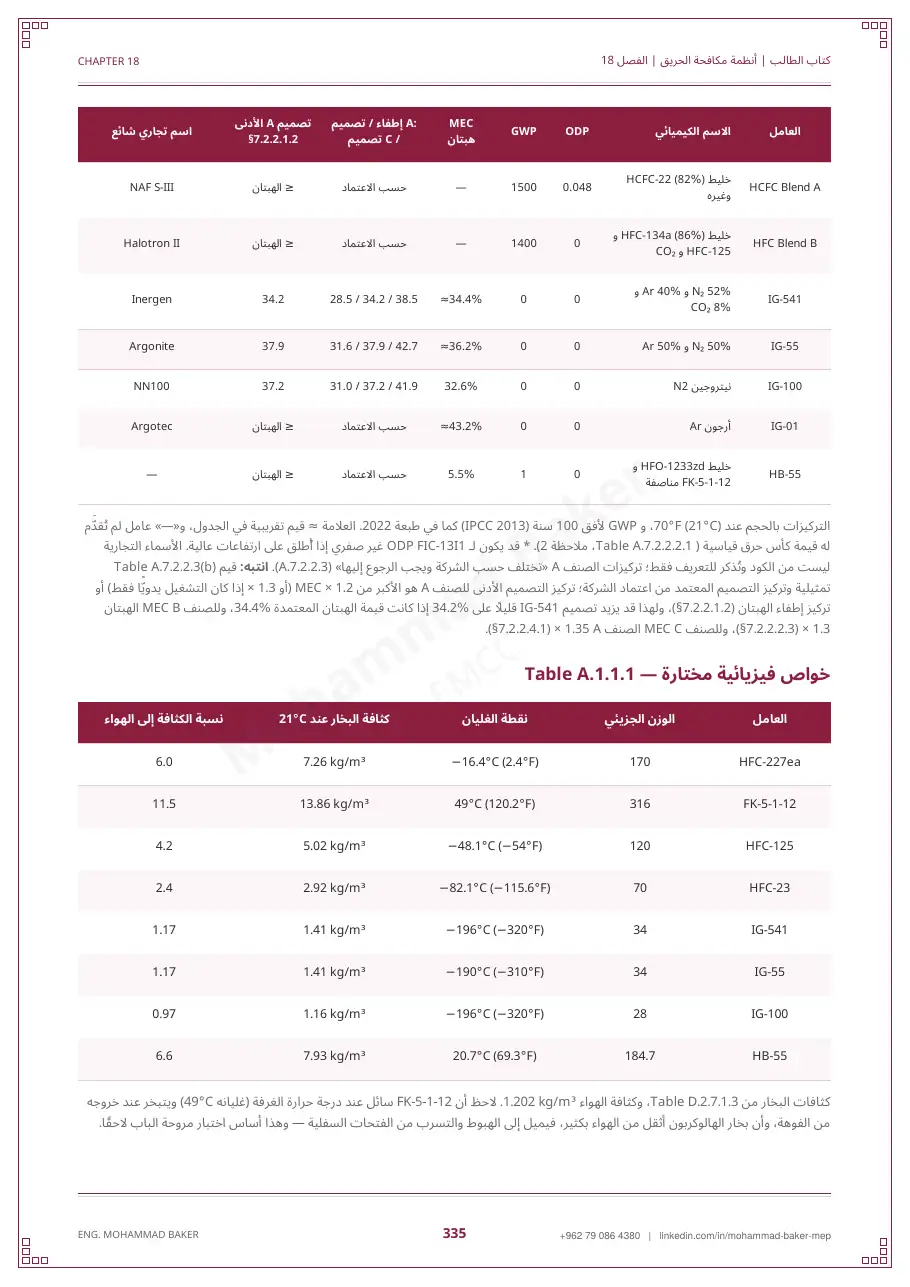 كتاب الطالب | أنظمة مكافحة الحريق | الفصل 18
CHAPTER 18
العامل | الاسم الكيميائي | ODP | GWP | MEC هبتان | A: إطفاء / تصميم / C تصميم | تصميم A الأدنى §7.2.2.1.2 | اسم تجاري شائع
HCFC Blend A | خليط HCFC-22 (82%) وغيره | 0.048 | 1500 | — | حسب الاعتماد | ≥ الهبتان | NAF S-III
HFC Blend B | خليط HFC-134a (86%) و HFC-125 و CO₂ | 0 | 1400 | — | حسب الاعتماد | ≥ الهبتان | Halotron II
IG-541 | N₂ 52% و Ar 40% و CO₂ 8% | 0 | 0 | ≈34.4% | 28.5 / 34.2 / 38.5 | 34.2 | Inergen
IG-55 | N₂ 50% و Ar 50% | 0 | 0 | ≈36.2% | 31.6 / 37.9 / 42.7 | 37.9 | Argonite
IG-100 | نيتروجين N2 | 0 | 0 | 32.6% | 31.0 / 37.2 / 41.9 | 37.2 | NN100
IG-01 | أرجون Ar | 0 | 0 | ≈43.2% | حسب الاعتماد | ≥ الهبتان | Argotec
HB-55 | خليط HFO-1233zd و FK-5-1-12 مناصفة | 0 | 1 | 5.5% | حسب الاعتماد | ≥ الهبتان | —
التركيزات بالحجم عند 70°F (21°C)، و GWP لأفق 100 سنة (IPCC 2013) كما في طبعة 2022. العلامة ≈ قيم تقريبية في الجدول، و«—» عامل لم تُقدَّم
له قيمة كأس حرق قياسية ( Table A.7.2.2.2.1، ملاحظة 2). * قد يكون لـ ODP FIC-13I1 غير صفري إذا أُطلق على ارتفاعات عالية. الأسماء التجارية
ليست من الكود وتُذكر للتعريف فقط؛ تركيزات الصنف A «تختلف حسب الشركة ويجب الرجوع إليها» (A.7.2.2.3). انتبه: قيم Table A.7.2.2.3(b)
تمثيلية وتركيز التصميم المعتمد من اعتماد الشركة؛ تركيز التصميم الأدنى للصنف A هو الأكبر من MEC × 1.2 (أو 1.3 × إذا كان التشغيل يدويًّا فقط) أو
تركيز إطفاء الهبتان (§7.2.2.1.2)، ولهذا قد يزيد تصميم IG-541 قليلًا على 34.2% إذا كانت قيمة الهبتان المعتمدة 34.4%، وللصنف MEC B الهبتان
× 1.3 (§7.2.2.2.3)، وللصنف MEC C الصنف 1.35 × A (§7.2.2.4.1).
خواص فيزيائية مختارة — Table A.1.1.1
العامل | الوزن الجزيئي | نقطة الغليان | كثافة البخار عند 21°C | نسبة الكثافة إلى الهواء
HFC-227ea | 170 | −16.4°C (2.4°F) | 7.26 kg/m³ | 6.0
FK-5-1-12 | 316 | 49°C (120.2°F) | 13.86 kg/m³ | 11.5
HFC-125 | 120 | −48.1°C (−54°F) | 5.02 kg/m³ | 4.2
HFC-23 | 70 | −82.1°C (−115.6°F) | 2.92 kg/m³ | 2.4
IG-541 | 34 | −196°C (−320°F) | 1.41 kg/m³ | 1.17
IG-55 | 34 | −190°C (−310°F) | 1.41 kg/m³ | 1.17
IG-100 | 28 | −196°C (−320°F) | 1.16 kg/m³ | 0.97
HB-55 | 184.7 | 20.7°C (69.3°F) | 7.93 kg/m³ | 6.6
كثافات البخار من Table D.2.7.1.3، وكثافة الهواء 1.202 kg/m³. لاحظ أن FK-5-1-12 سائل عند درجة حرارة الغرفة (غليانه 49°C) ويتبخر عند خروجه
من الفوهة، وأن بخار الهالوكربون أثقل من الهواء بكثير، فيميل إلى الهبوط والتسرب من الفتحات السفلية — وهذا أساس اختبار مروحة الباب لاحقًا.
Mohammad Baker
EMCC
ENG. MOHAMMAD BAKER
335
+962 79 086 4380 | linkedin.com/in/mohammad-baker-mep